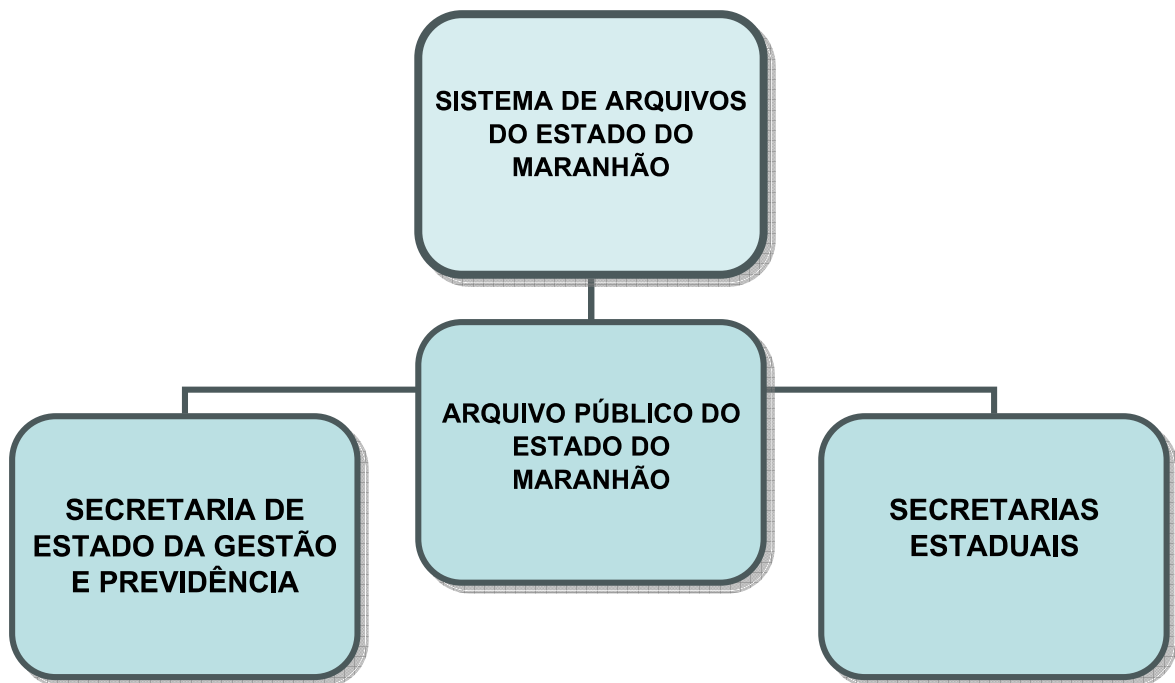 SISTEMA DE ARQUIVOS
DO ESTADO DO
MARANHÃO
ARQUIVO PÚBLICO DO
ESTADO DO
MARANHÃO
SECRETARIA DE
ESTADO DA GESTÃO
E PREVIDÊNCIA
SECRETARIAS
ESTADUAIS